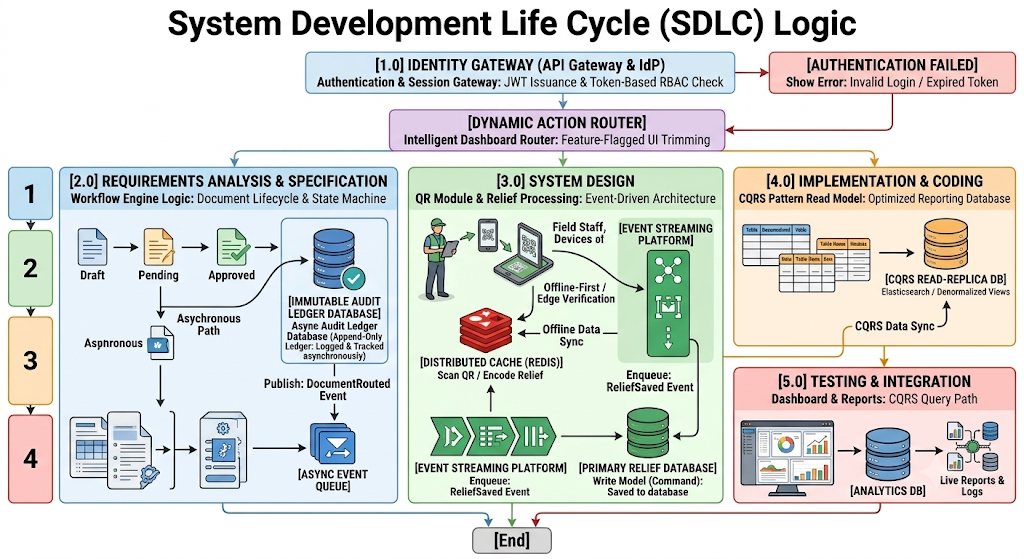 System Development Life Cycle (SDLC) Logic
[1.0] IDENTITY GATEWAY (API Gateway & IdP)
Authentication & Session Gateway: JWT Issuance & Token-Based RBAC Check
[AUTHENTICATION FAILED]
Show Error: Invalid Login / Expired Token
[DYNAMIC ACTION ROUTER]
Intelligent Dashboard Router: Feature-Flagged UI Trimming
1
2
3
4
[2.0] REQUIREMENTS ANALYSIS & SPECIFICATION
Workflow Engine Logic: Document Lifecycle & State Machine
Draft
Pending
Approved
Asychronous
Path
Asphronous
[IMMUTABLE AUDIT
LEDGER DATABASE]
Asyne Audit Ledger
Database (Append-Only
Ledger: Logged & Tracked
asynchronously)
Publish: DocumentRouted
Event
[ASYNC EVENT
QUEUE]
[3.0] SYSTEM DESIGN
QR Module & Relief Processing: Event-Driven Architecture
Field Staff,
Devices of
[EVENT STREAMING
PLATFORM]
Offline-First /
Edge Verification
Offline Data
Sync
[DISTRIBUTED CACHE (REDIS)]
Scan QR / Encode Relief
Enqueue:
ReliefSaved Event
[EVENT STREAMING PLATFORM]
Enqueue:
ReliefSaved Event
[PRIMARY RELIEF DATABASE]
Write Model (Command):
Saved to database
[4.0] IMPLEMENTATION & CODING
CQRS Pattern Read Model: Optimized Reporting Database
Table
Table Name
[CQRS READ-REPLICA DB]
Elasticsearch / Denormalized Views
CQRS Data Sync
[5.0] TESTING & INTEGRATION
Dashboard & Reports: CQRS Query Path
[ANALYTICS DB]
Live Reports &
Logs
[End]